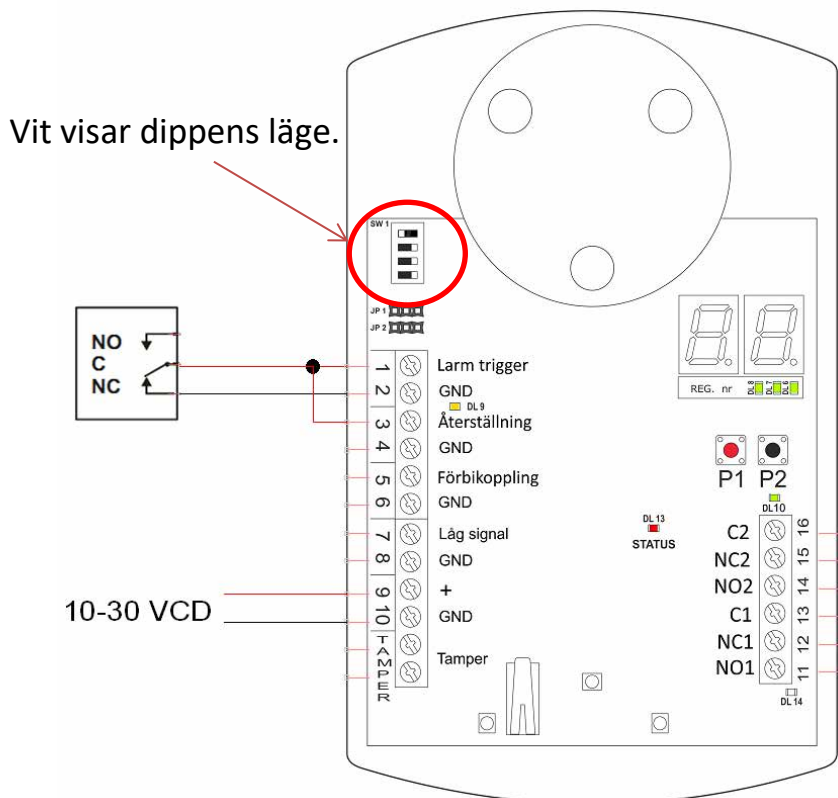 Vit visar dippens läge.
SW 1
JP 1
JP 2
NO
C
NC
1 Larm trigger
2 GND
DL 9
3 Återställning
4 GND
5 Förbikoppling
6 GND
7 Låg signal
8 GND
9 +
10 GND
10-30 VCD
TAMPER
Tamper
8.8.
REG. nr
DL 8
DL 7
DL 6
P1 P2
DL10
DL 13
STATUS
C2 16
NC2 15
NO2 14
C1 13
NC1 12
NO1 11
DL 14